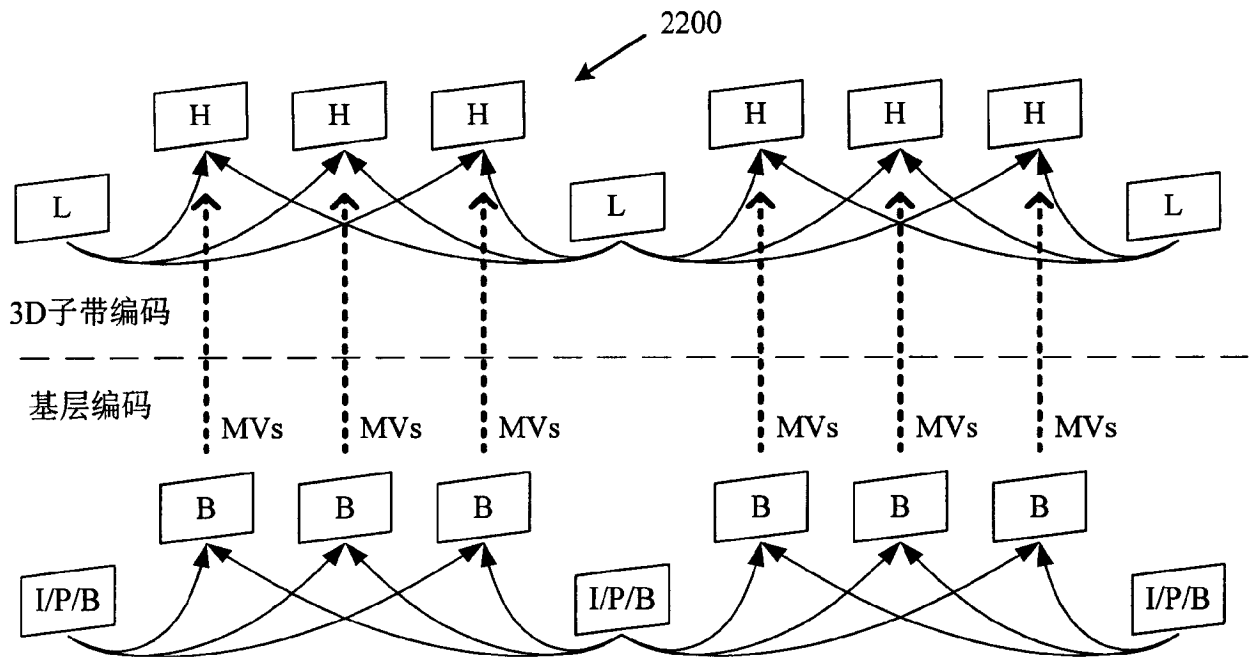 2200
H H H H H H
L L L
3D子带编码
基层编码
MVs MVs MVs MVs MVs MVs
B B B B B B
I/P/B I/P/B I/P/B